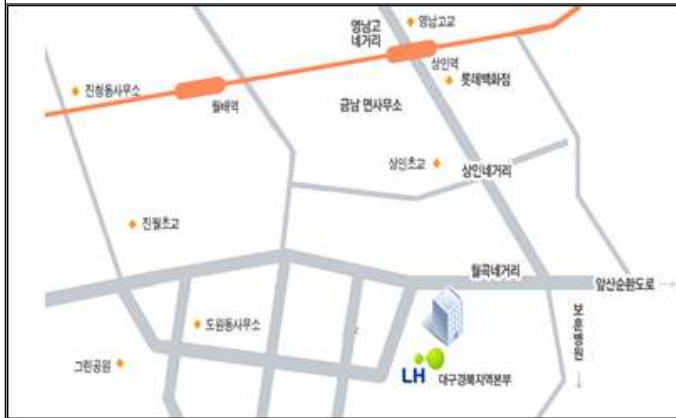 영남고
네거리
영남고교
상인역
롯데백화점
진청동사무소
월배역
금남 면사무소
상인초교
상인네거리
진월초교
월곡네거리
앞산순환도로
보훈병원
도원동사무소
그린공원
LH 대구경북지역본부